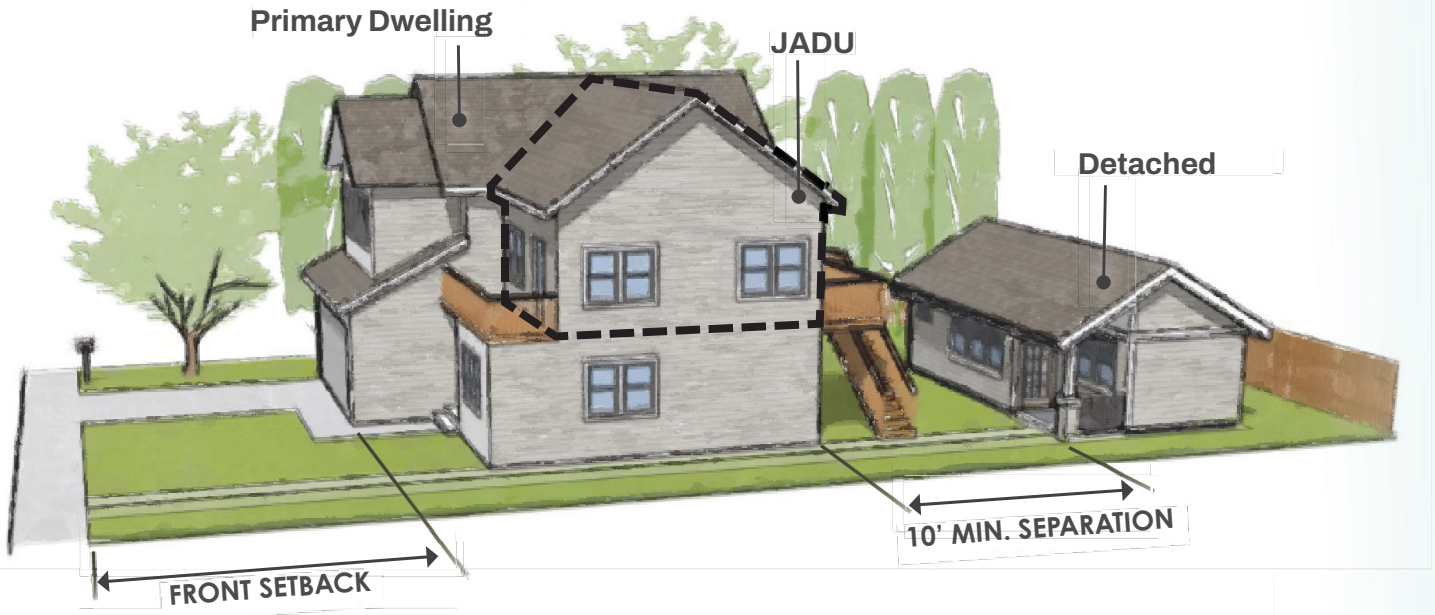 Primary Dwelling
JADU
Detached
10' MIN. SEPARATION
FRONT SETBACK